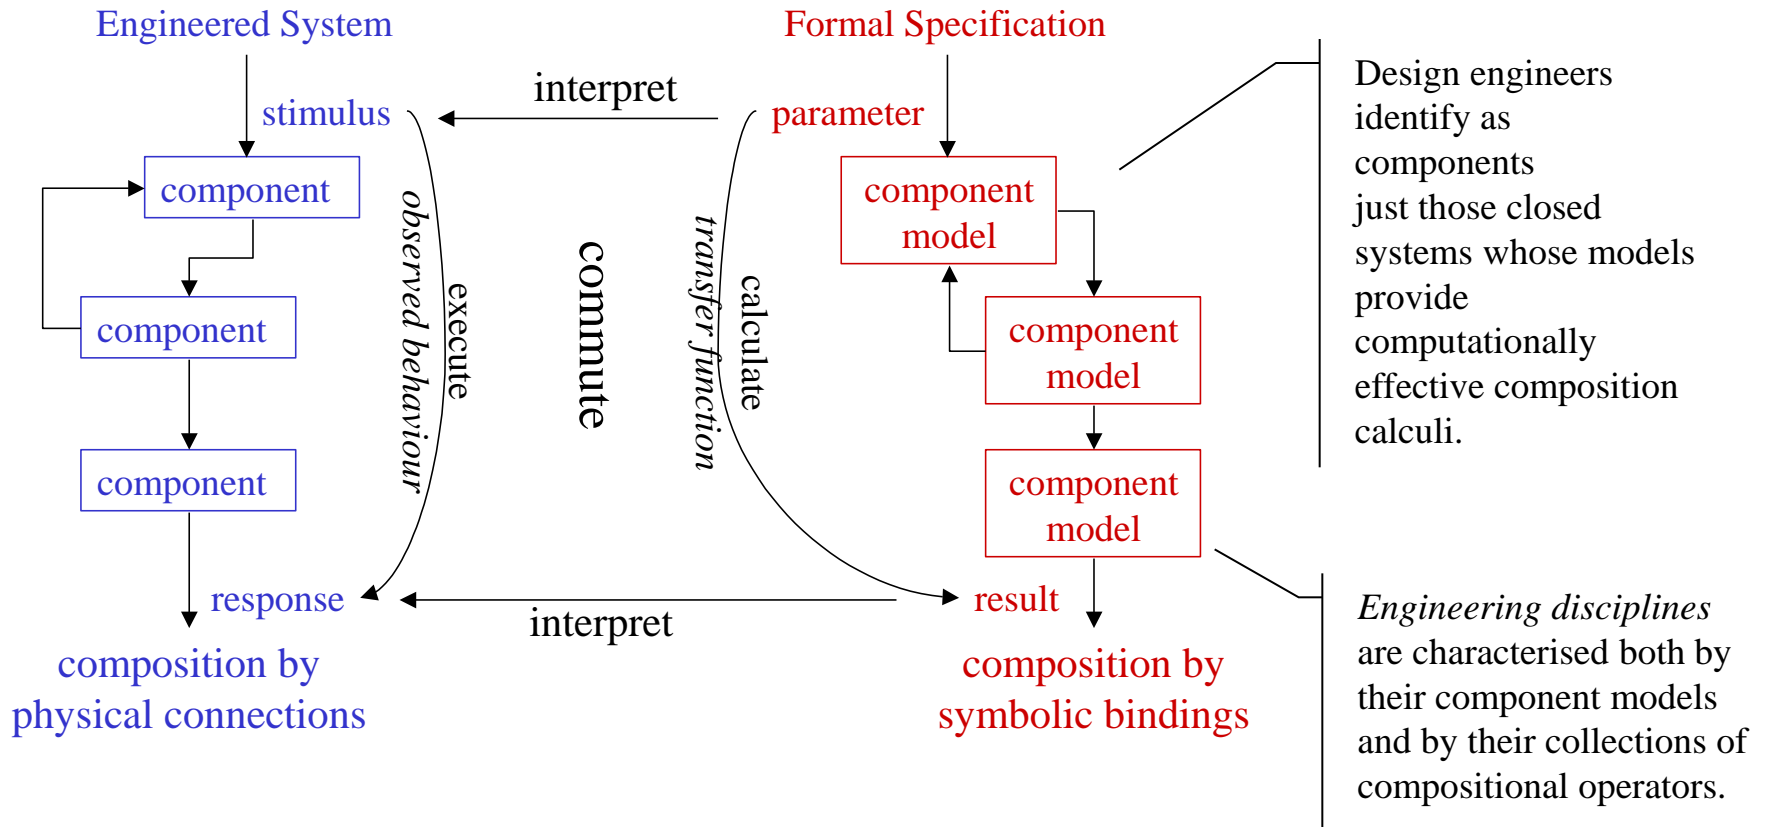 Engineered System
stimulus
component
component
component
response
composition by
physical connections
observed behaviour
execute
interpret
commute
interpret
transfer function
calculate
Formal Specification
parameter
component
model
component
model
component
model
result
composition by
symbolic bindings
Design engineers
identify as
components
just those closed
systems whose models
provide
computationally
effective composition
calculi.
Engineering disciplines
are characterised both by
their component models
and by their collections of
compositional operators.